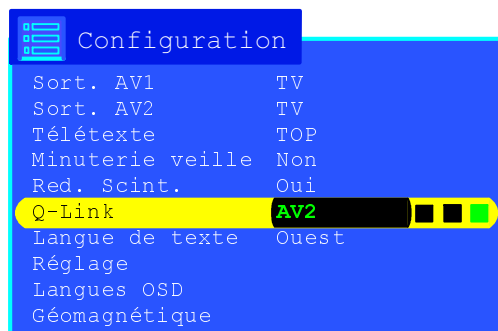 Configuration
Sort. AV1 TV
Sort. AV2 TV
Télétexte TOP
Minuterie veille Non
Red. Scint. Oui
Q-Link AV2
Langue de texte Ouest
Réglage
Langues OSD
Géomagnétique